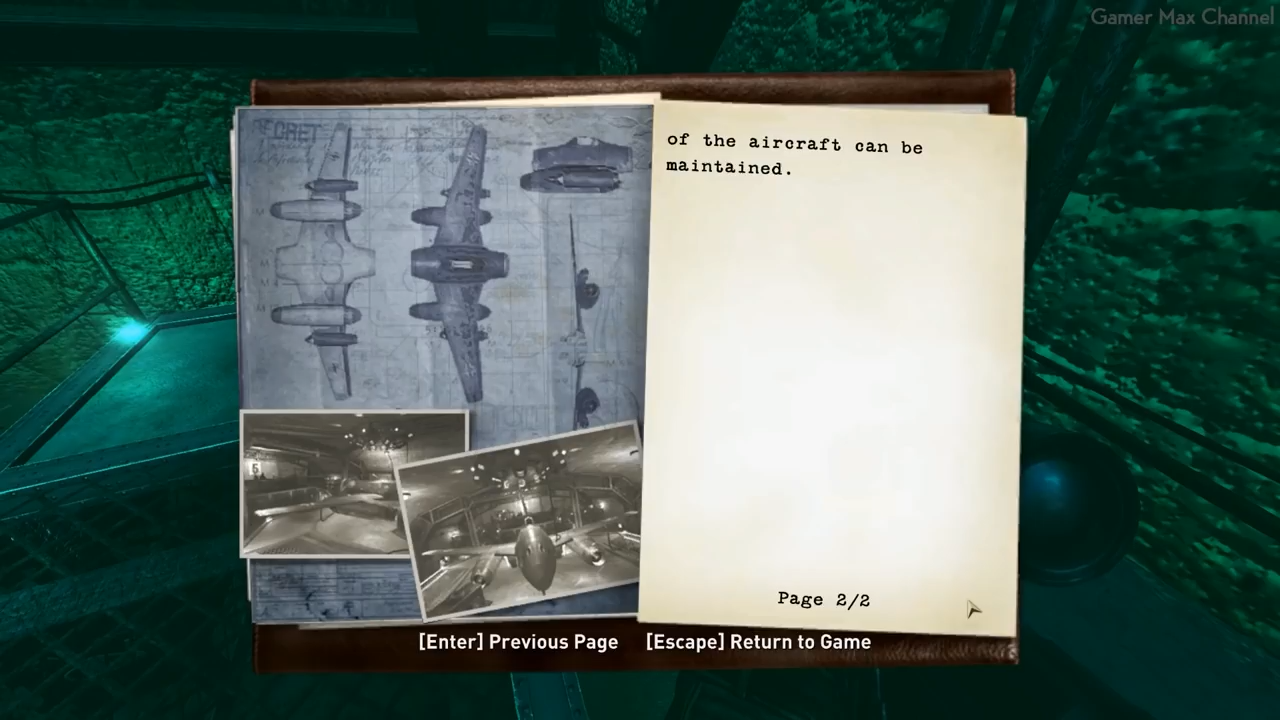 Gamer Max Channel
SECRET
of the aircraft can be
maintained.
5
Page 2/2
[Enter] Previous Page [Escape] Return to Game